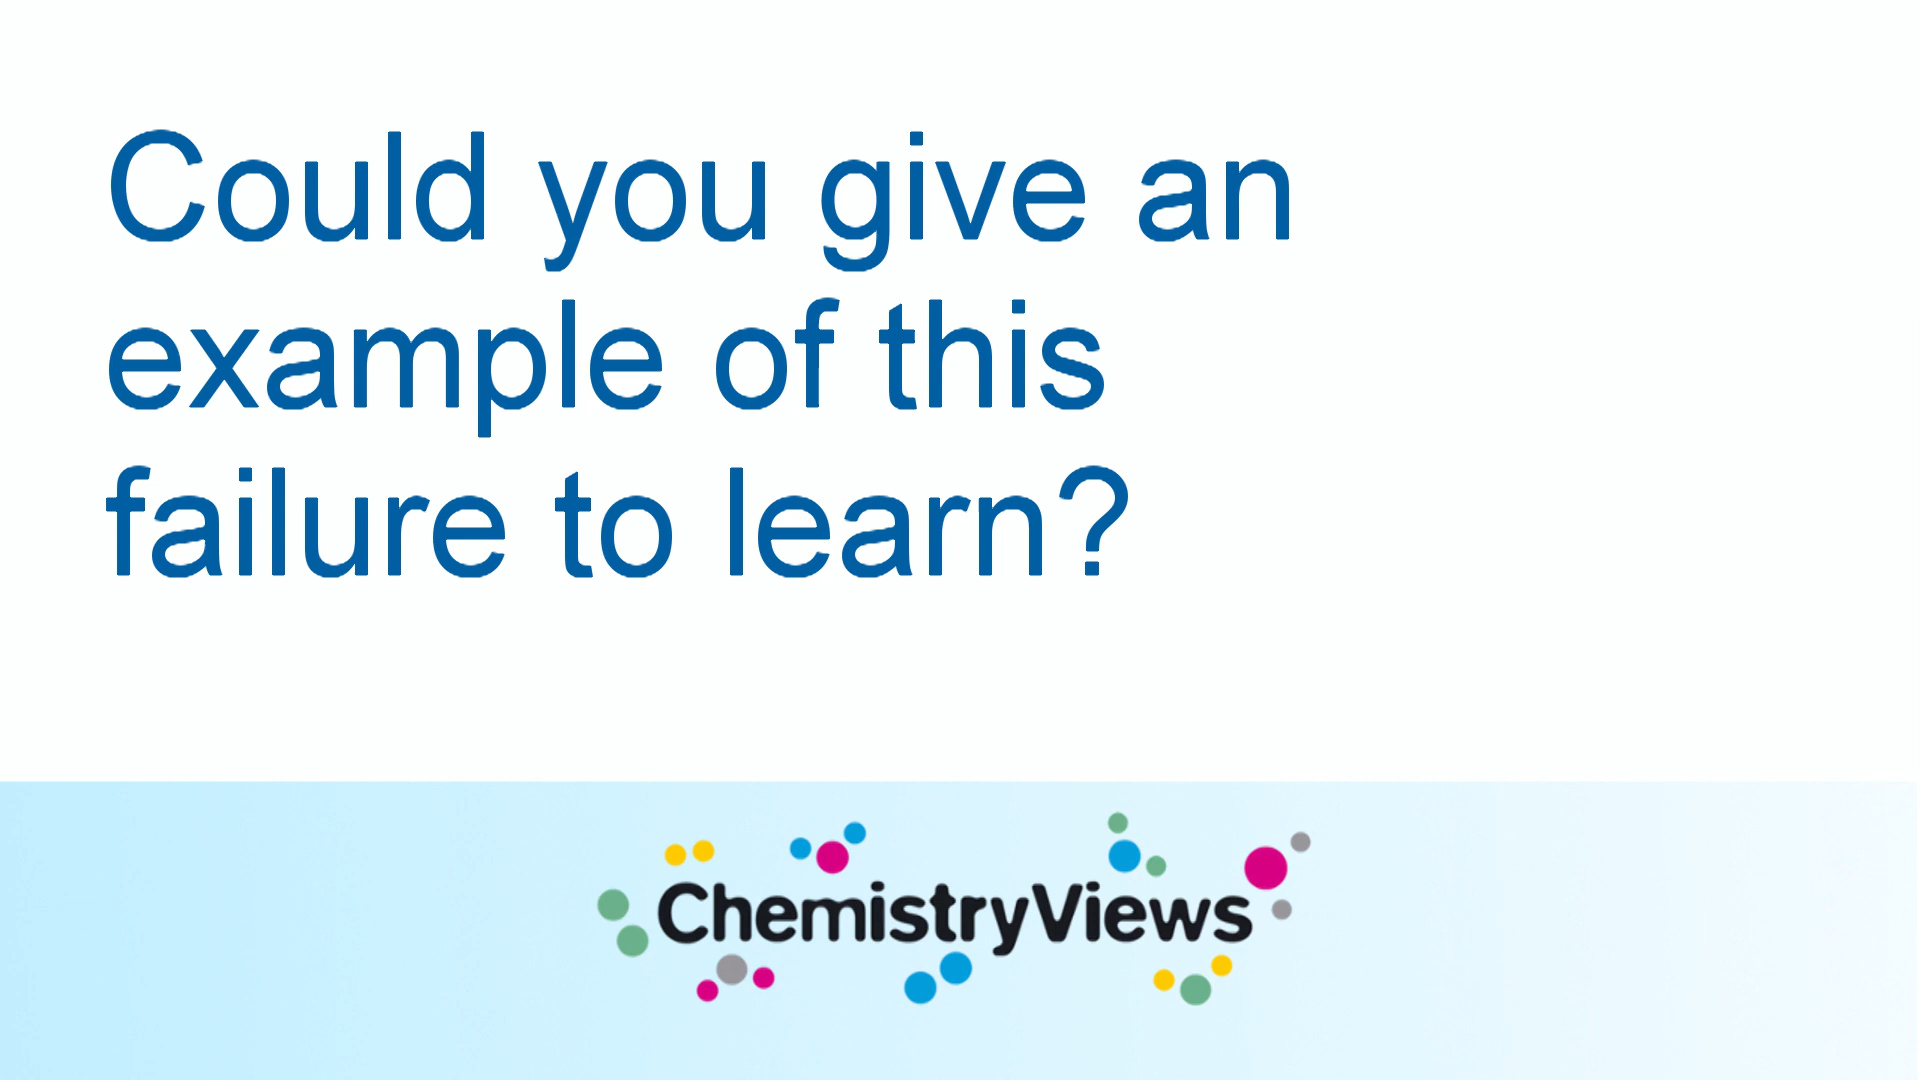 Could you give an
example of this
failure to learn?
ChemistryViews